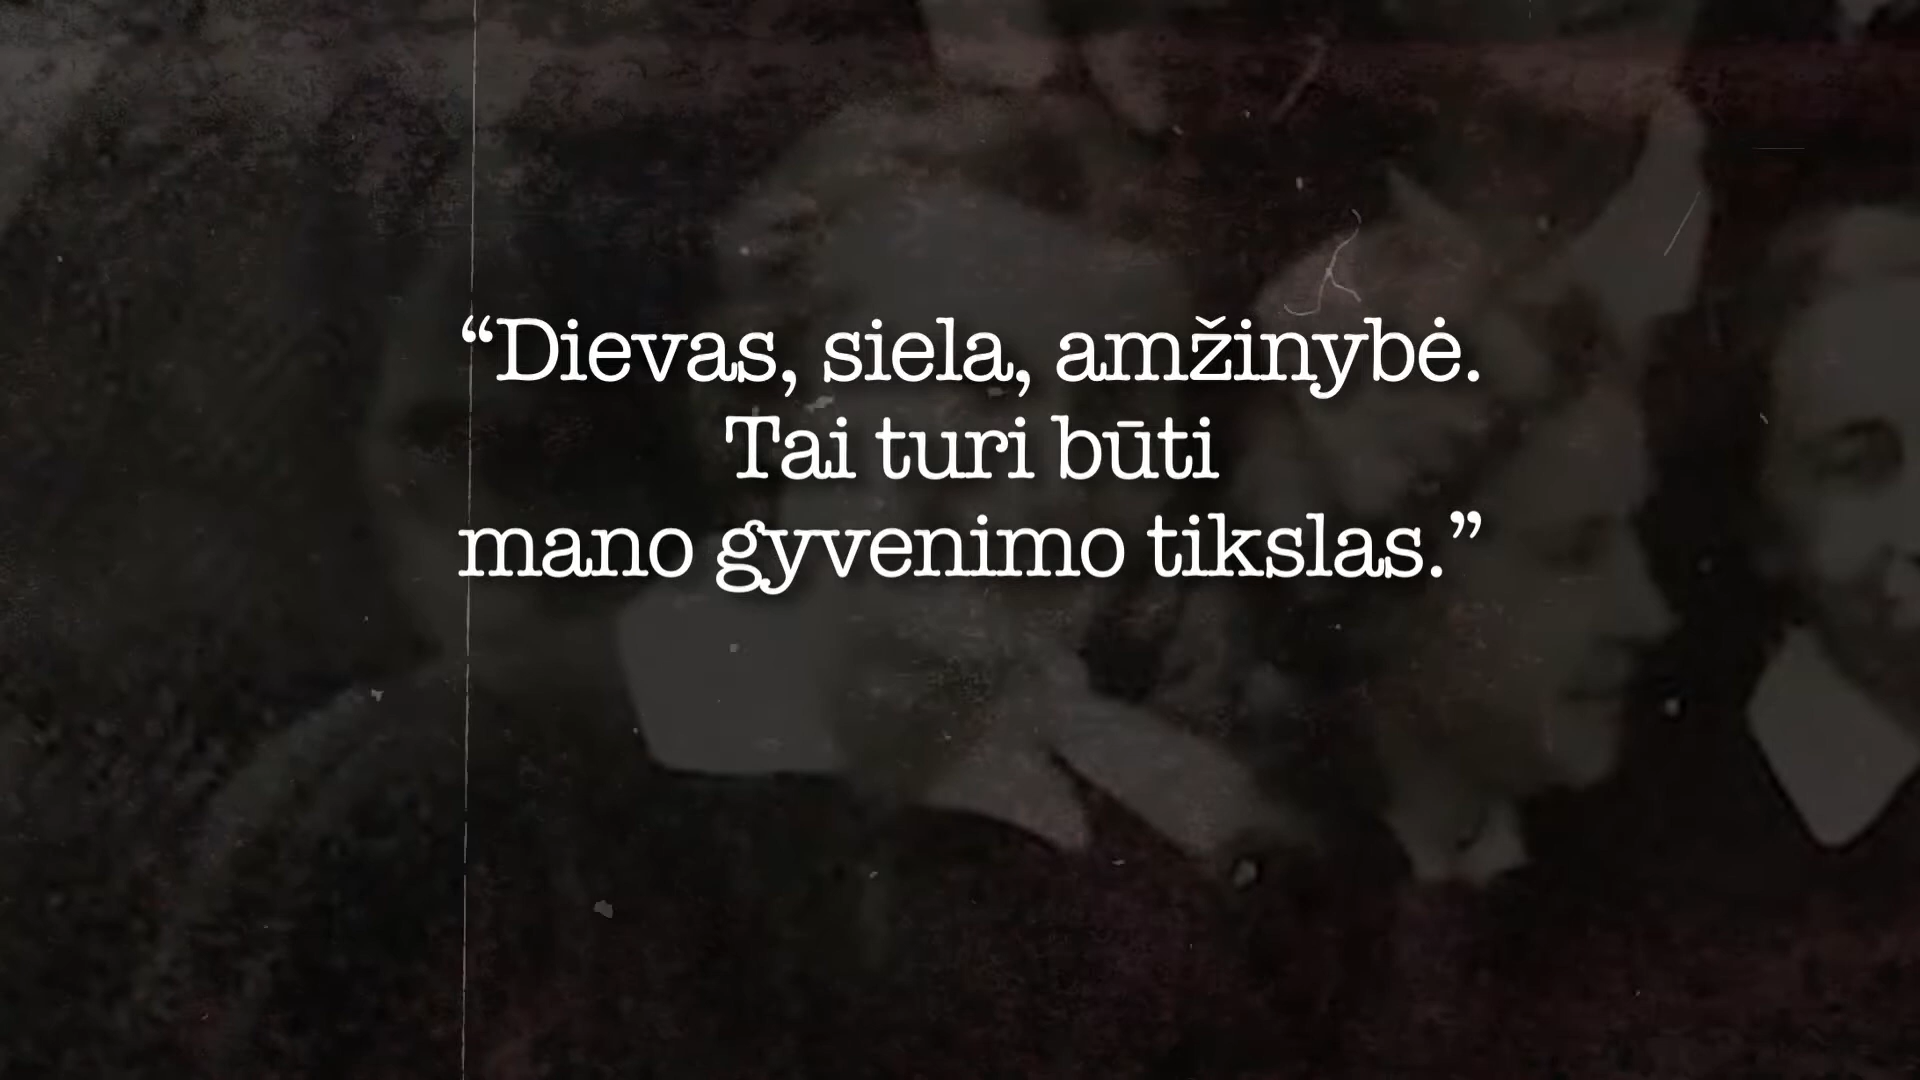 “Dievas, siela, amžinybė.
Tai turi būti
mano gyvenimo tikslas.”